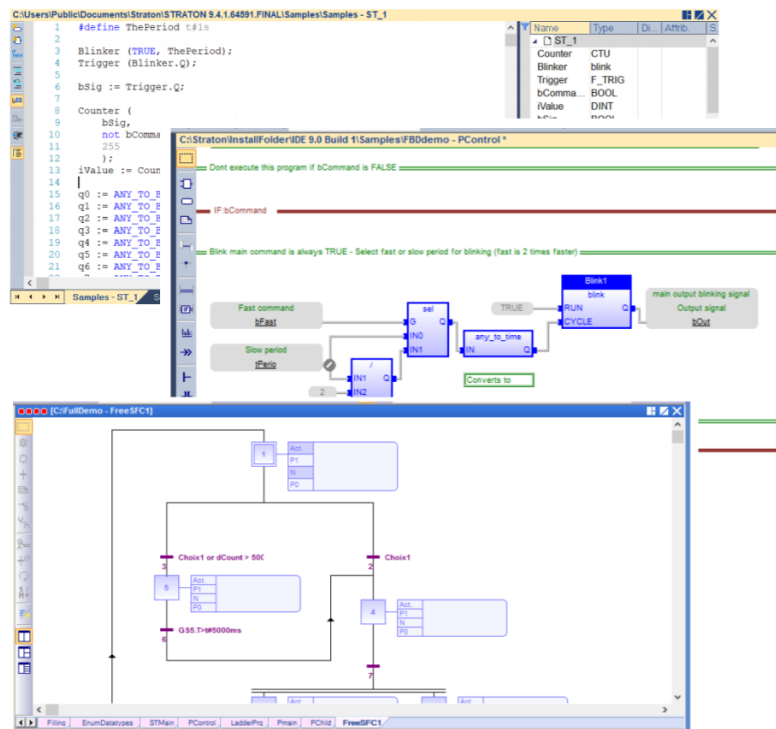 C:\Users\Public\Documents\Straton\STRATON 9.4.1.64591.FINAL\Samples\Samples - ST_1
1 #define ThePeriod t#1s
2
3 Blinker (TRUE, ThePeriod);
4 Trigger (Blinker.Q);
5
6 bSig := Trigger.Q;
7
8 Counter (
9 bSig,
10 not bComma
11 255
12 );
13 iValue := Coun
14
15 q0 := ANY_TO_B
16 q1 := ANY_TO_B
17 q2 := ANY_TO_B
18 q3 := ANY_TO_B
19 q4 := ANY_TO_B
20 q5 := ANY_TO_B
21 q6 := ANY_TO_B
Samples - ST_1
Name Type Di... Attrib. S
ST_1
Counter CTU
Blinker blink
Trigger F_TRIG
bComma... BOOL
iValue DINT
C:\Straton\InstallFolder\IDE 9.0 Build 1\Samples\FBDdemo - PControl *
Dont execute this program if bCommand is FALSE
IF:bCommand
Blink main command is always TRUE - Select fast or slow period for blinking (fast is 2 times faster)
Fast command
bFast
Slow period
tPerio
sel
G Q
IN0
IN1
/
IN1 Q
IN2
2
any_to_time
IN Q
Converts to
TRUE
Blink1
blink
RUN Q
CYCLE
main output blinking signal
Output signal
bOut
[C:\FullDemo - FreeSFC1]
1
Act.
P1
N
P0
Choix1 or dCount > 500
3
Choix1
2
5
Act.
P1
N
P0
4
Act.
P1
N
P0
GS5.T>t#5000ms
6
7
Act.
Act.
Filing EnumDatatypes STMain PControl LadderPrg Pmain PChild FreeSFC1